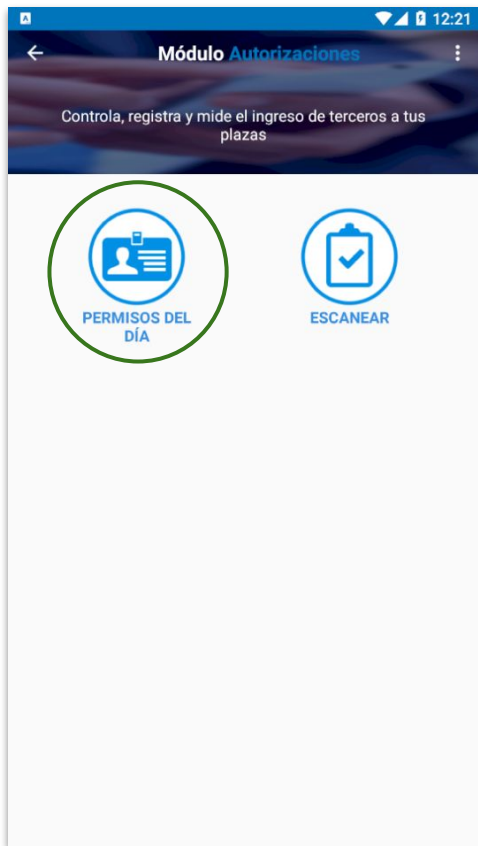 12:21
Módulo Autorizaciones
Controla, registra y mide el ingreso de terceros a tus
plazas
PERMISOS DEL
DÍA
ESCANEAR